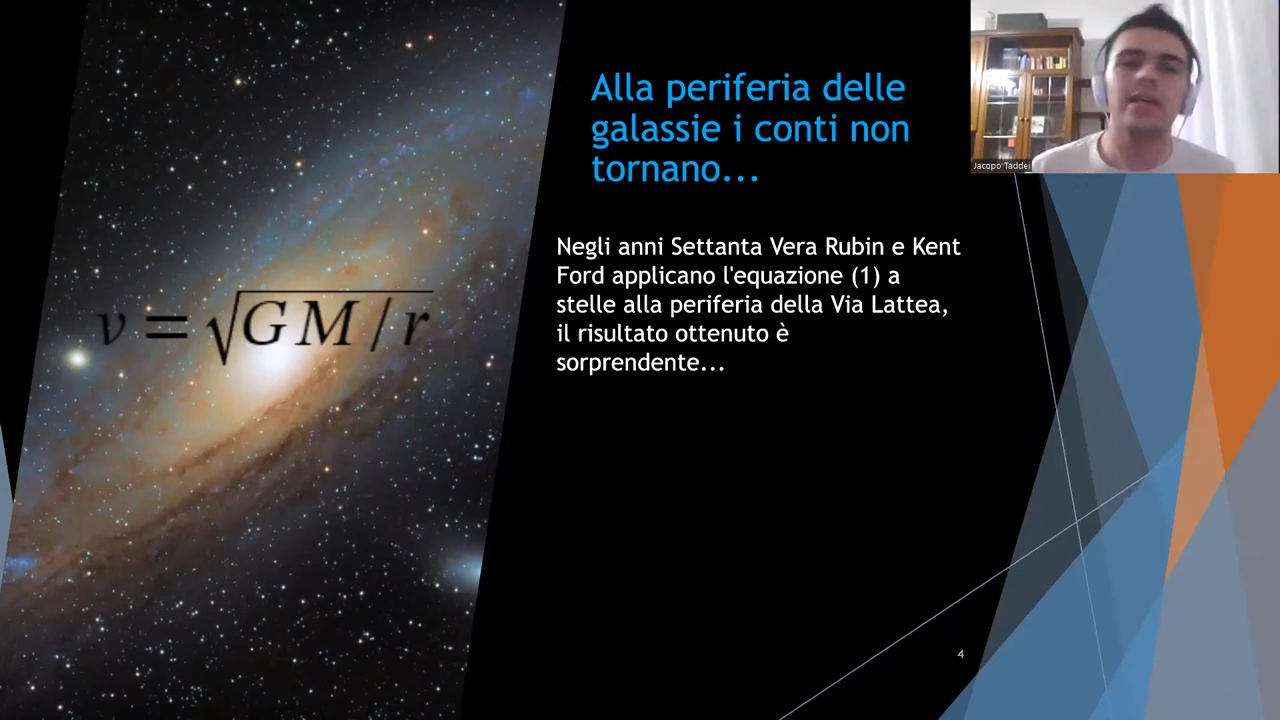 Alla periferia delle
galassie i conti non
tornano...
Jacopo Taddei
Negli anni Settanta Vera Rubin e Kent
Ford applicano l'equazione (1) a
stelle alla periferia della Via Lattea,
il risultato ottenuto è
sorprendente...
v = √GM/r
4